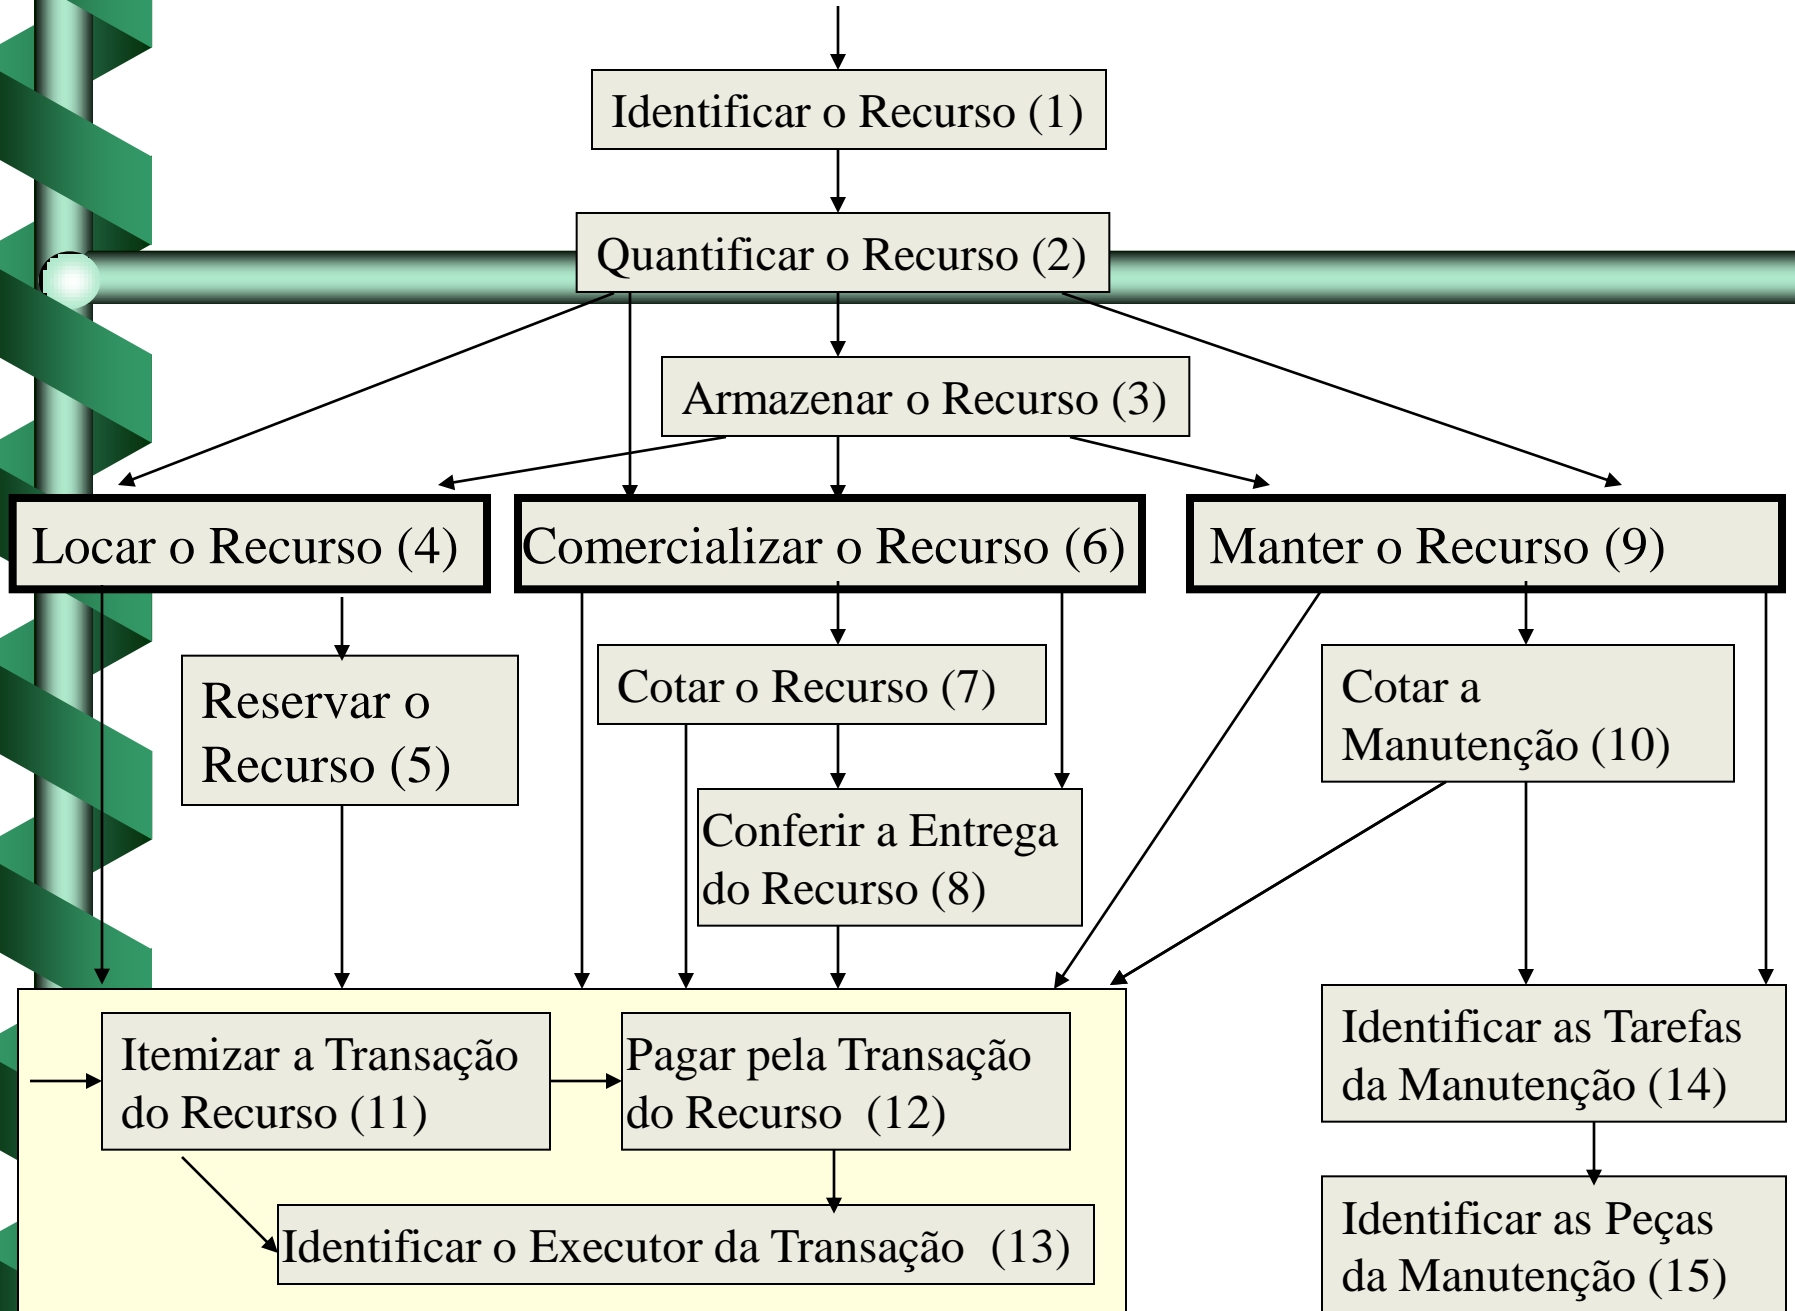 Identificar o Recurso (1)
Quantificar o Recurso (2)
Armazenar o Recurso (3)
Locar o Recurso (4)
Comercializar o Recurso (6)
Manter o Recurso (9)
Reservar o
Recurso (5)
Cotar o Recurso (7)
Cotar a
Manutenção (10)
Conferir a Entrega
do Recurso (8)
Itemizar a Transação
do Recurso (11)
Pagar pela Transação
do Recurso (12)
Identificar as Tarefas
da Manutenção (14)
Identificar o Executor da Transação (13)
Identificar as Peças
da Manutenção (15)